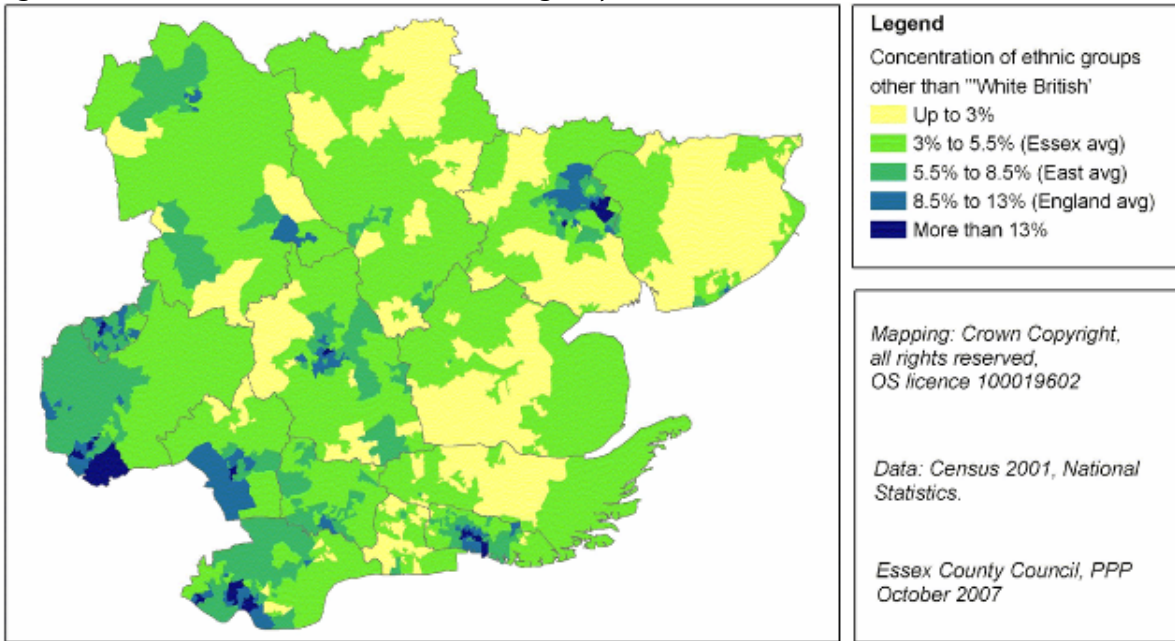 Legend
Concentration of ethnic groups
other than "'White British'
Up to 3%
3% to 5.5% (Essex avg)
5.5% to 8.5% (East avg)
8.5% to 13% (England avg)
More than 13%
Mapping: Crown Copyright,
all rights reserved,
OS licence 100019602
Data: Census 2001, National
Statistics.
Essex County Council, PPP
October 2007